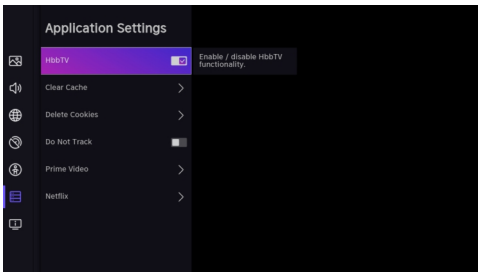 Application Settings
HbbTV
Enable / disable HbbTV
functionality.
Clear Cache
Delete Cookies
Do Not Track
Prime Video
Netflix